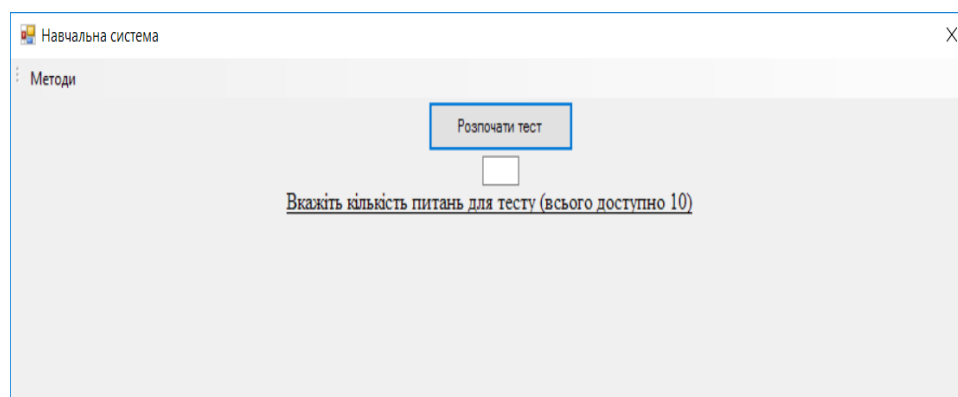 Навчальна система
Методи
Розпочати тест
Вкажіть кількість питань для тесту (всього доступно 10)